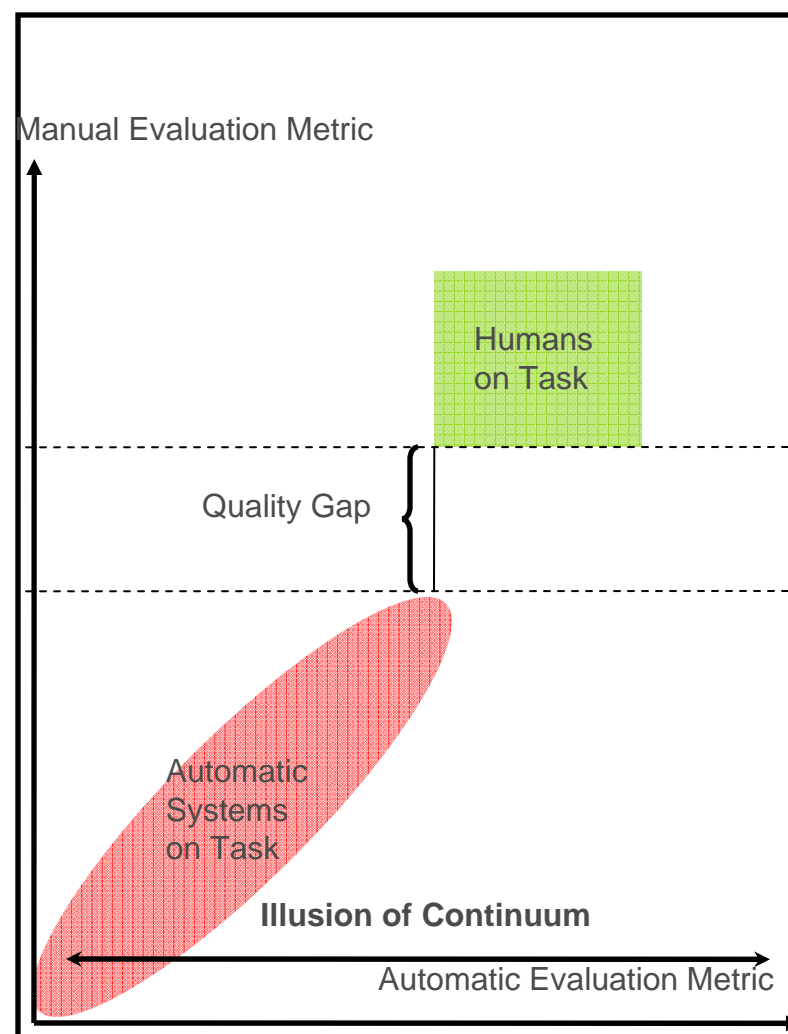 Manual Evaluation Metric
Humans
on Task
Quality Gap
Automatic
Systems
on Task
Illusion of Continuum
Automatic Evaluation Metric